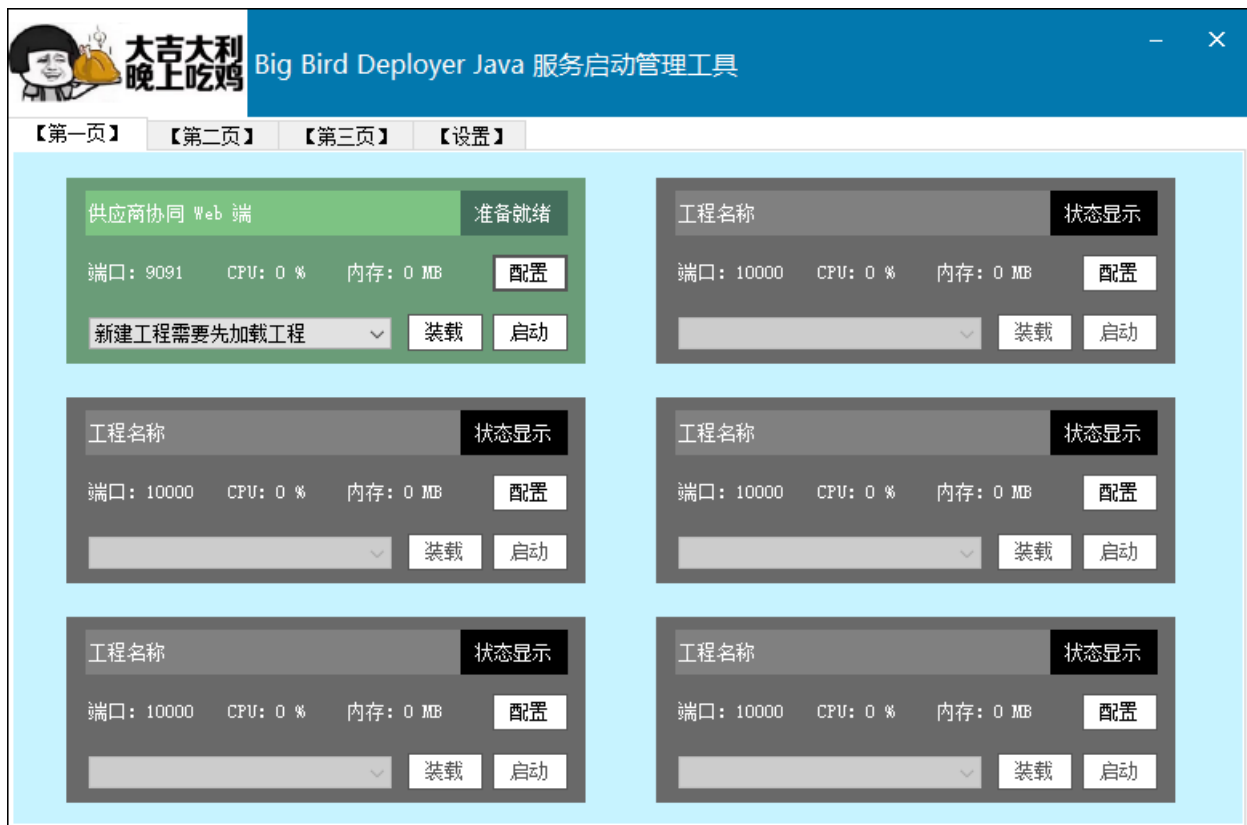 大吉大利
晚上吃鸡
Big Bird Deployer Java 服务启动管理工具
【第一页】 【第二页】 【第三页】 【设置】
供应商协同 Web 端 准备就绪
端口: 9091 CPU: 0 % 内存: 0 MB 配置
新建工程需要先加载工程 装载 启动
工程名称 状态显示
端口: 10000 CPU: 0 % 内存: 0 MB 配置
装载 启动
工程名称 状态显示
端口: 10000 CPU: 0 % 内存: 0 MB 配置
装载 启动
工程名称 状态显示
端口: 10000 CPU: 0 % 内存: 0 MB 配置
装载 启动
工程名称 状态显示
端口: 10000 CPU: 0 % 内存: 0 MB 配置
装载 启动
工程名称 状态显示
端口: 10000 CPU: 0 % 内存: 0 MB 配置
装载 启动